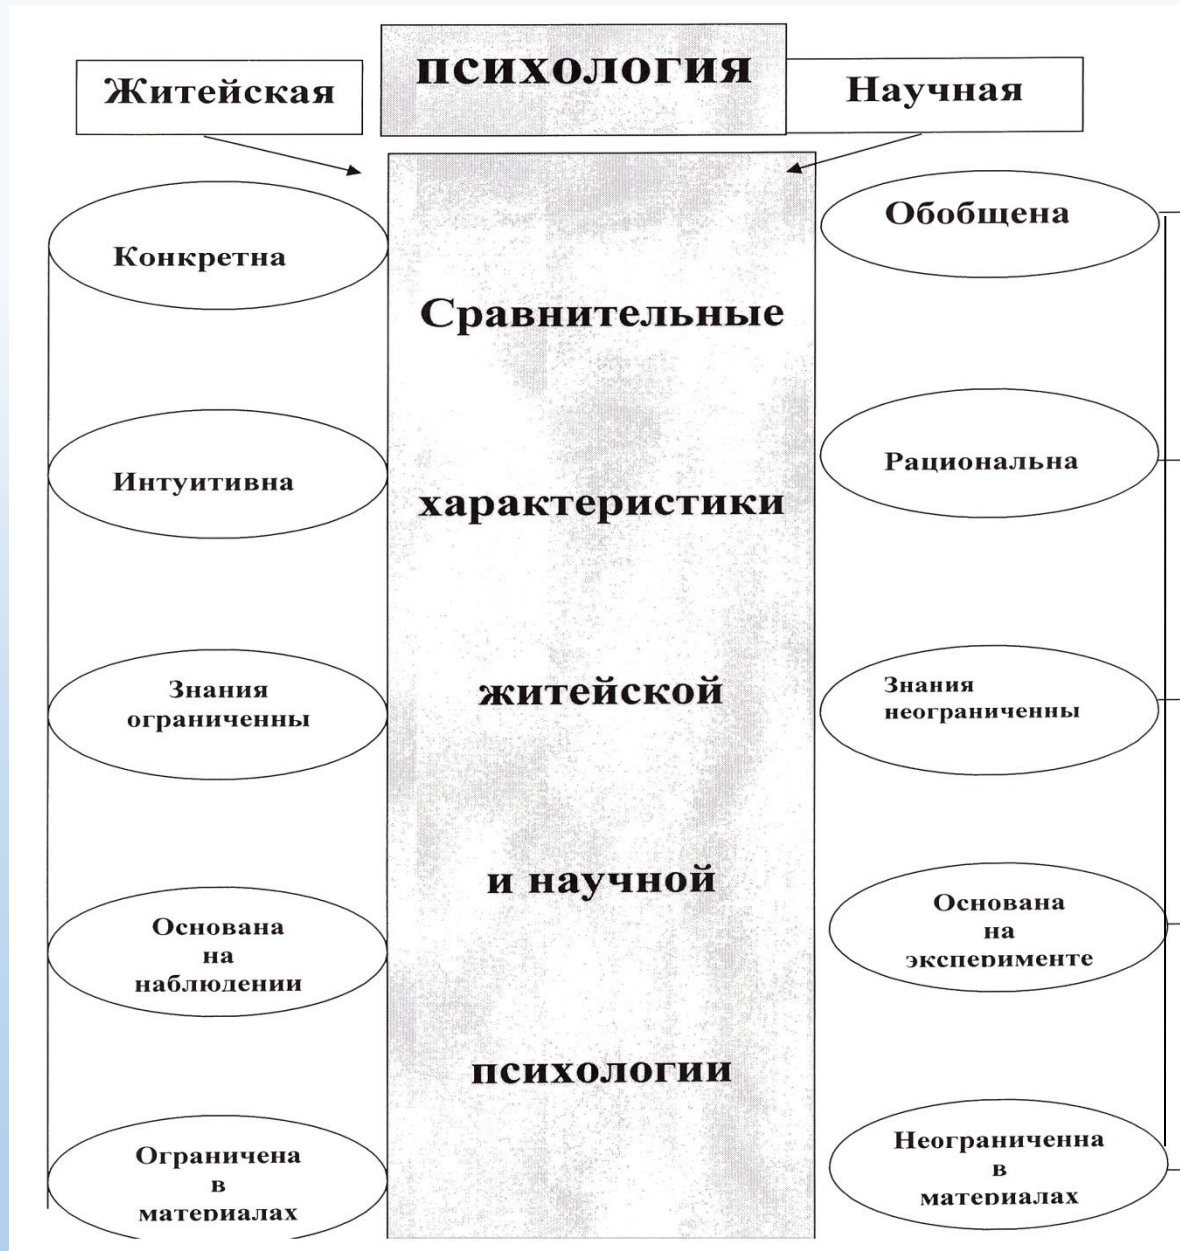 психология
Житейская
Научная
Конкретна
Интуитивна
Знания
ограниченны
Основана
на
наблюдении
Ограничена
в
материалах
Сравнительные
характеристики
житейской
и научной
психологии
Обобщена
Рациональна
Знания
неограниченны
Основана
на
эксперименте
Неограниченна
в
материалах